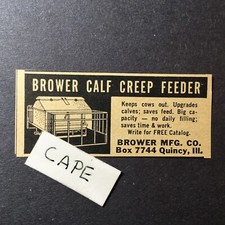 BROWER CALF CREEP FEEDER
Keeps cows out. Upgrades
calves; saves feed. Big ca-
pacity — no daily filling;
saves time & work.
Write for FREE Catalog.
BROWER MFG. CO.
Box 7744 Quincy, Ill.
CAPE